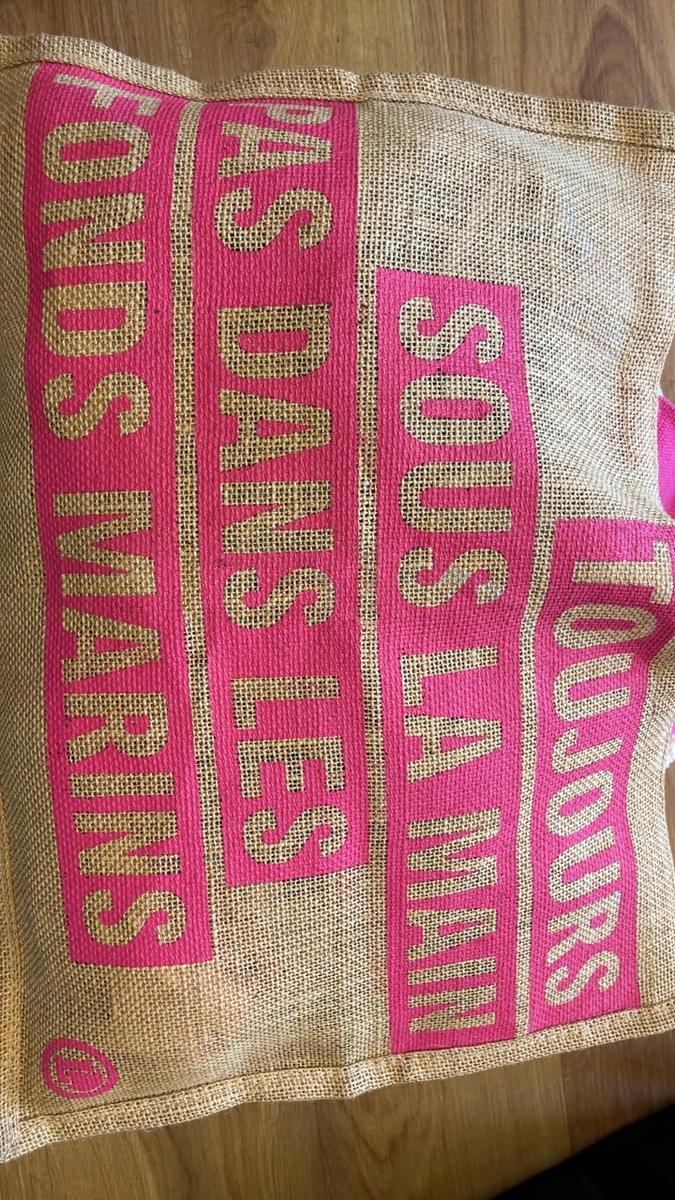 TOUJOURS
SOUS LA MAIN
PAS DANS LES
FONDS MARINS